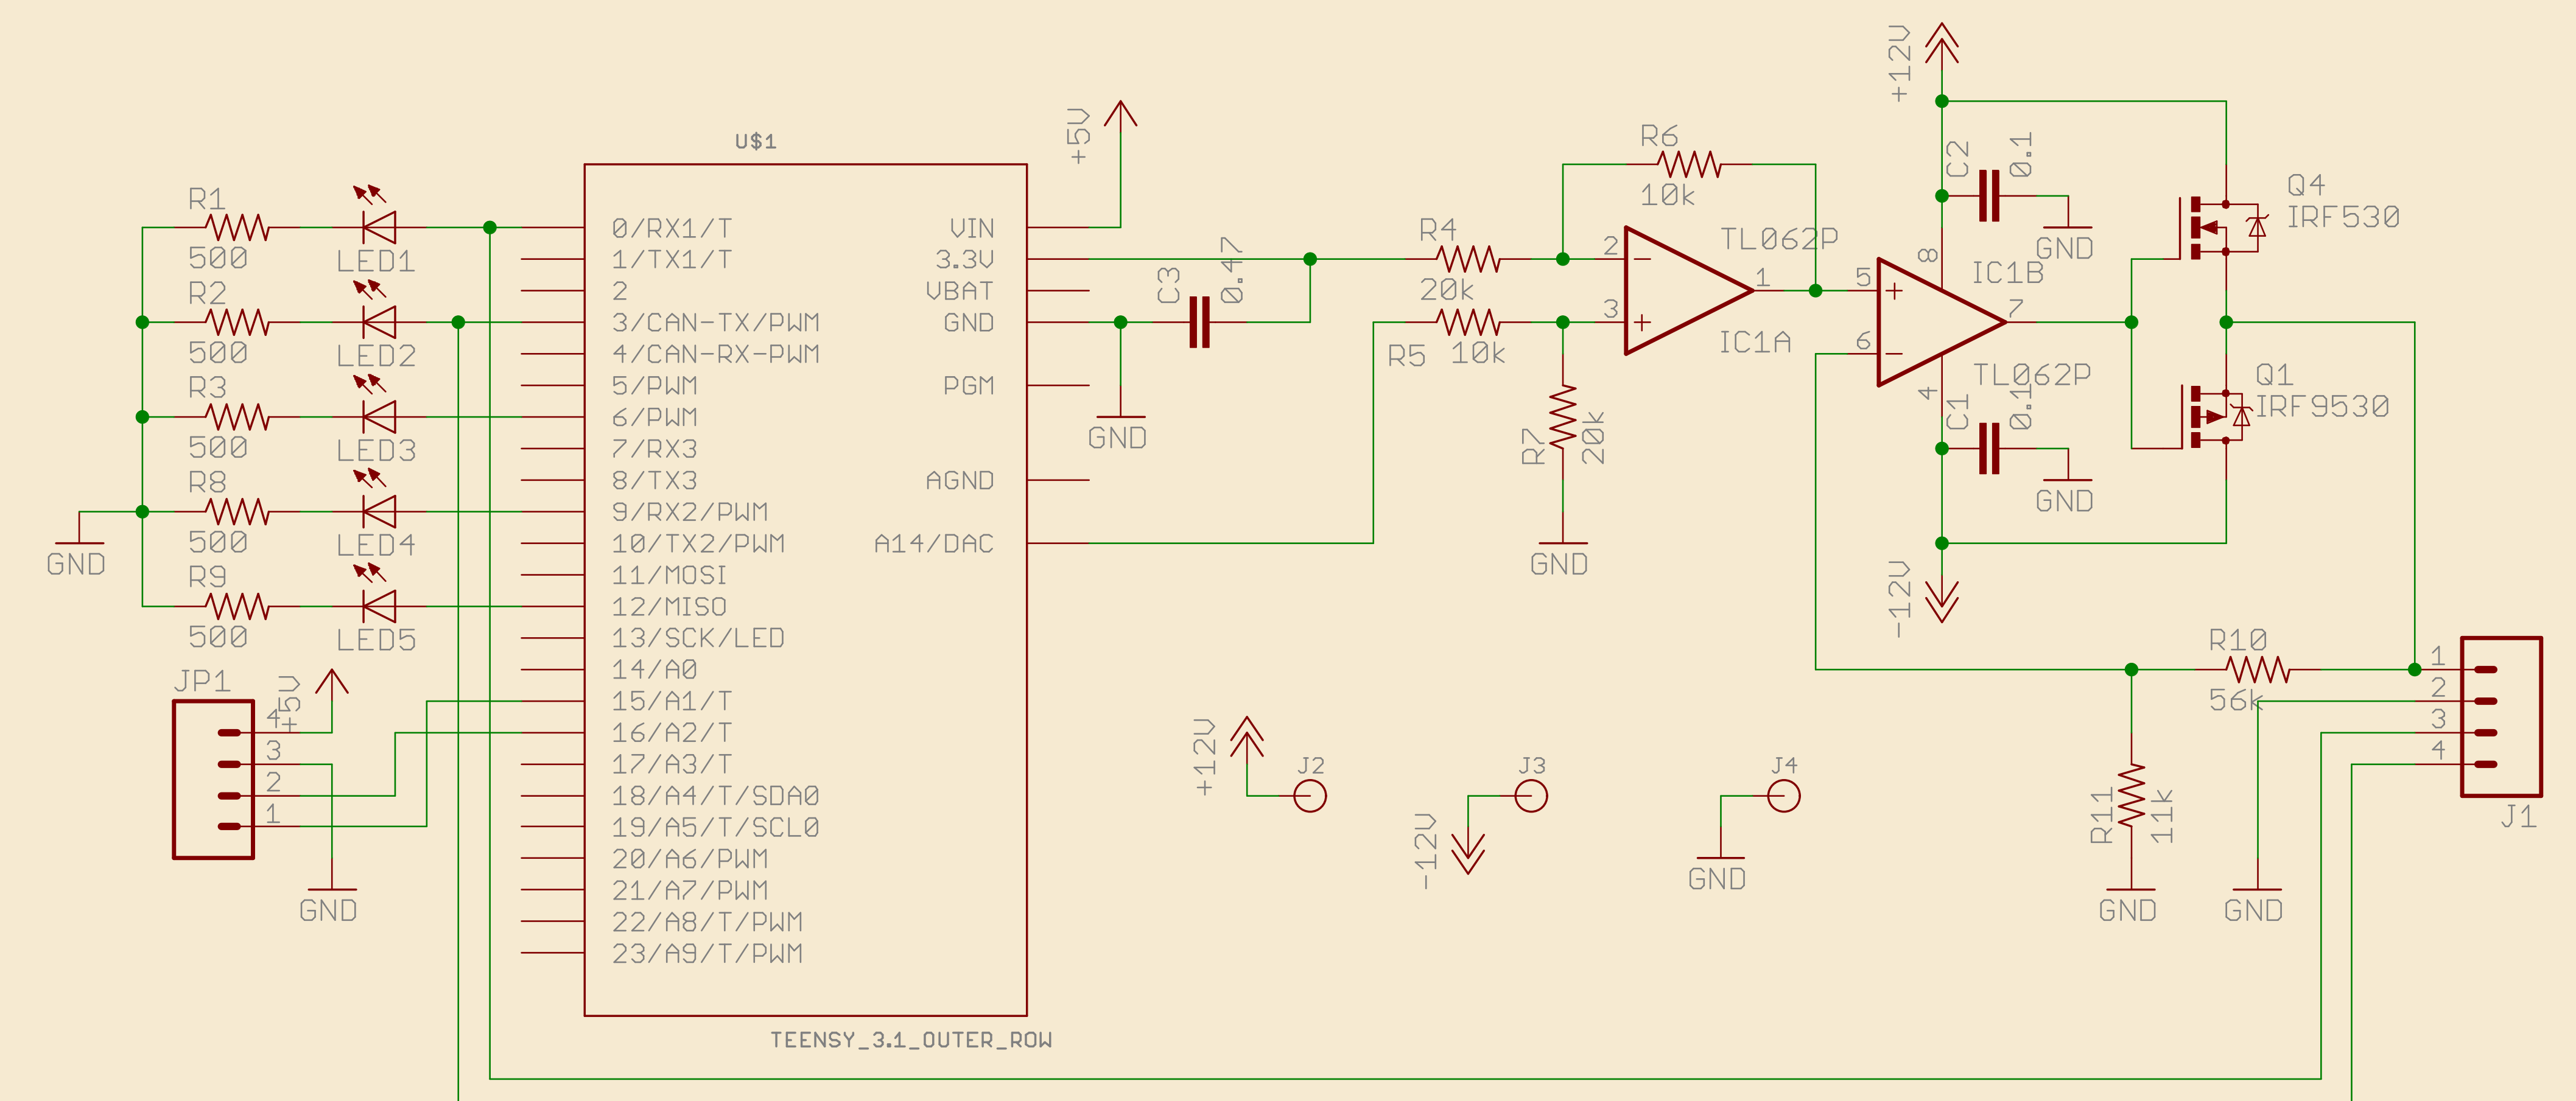 +12V
+5V
U$1
R1
500
LED1
R2
500
LED2
R3
500
LED3
R8
500
LED4
R9
500
LED5
GND
JP1
+5V
4
3
2
1
GND
0/RX1/T
1/TX1/T
2
3/CAN-TX/PWM
4/CAN-RX-PWM
5/PWM
6/PWM
7/RX3
8/TX3
9/RX2/PWM
10/TX2/PWM
11/MOSI
12/MISO
13/SCK/LED
14/A0
15/A1/T
16/A2/T
17/A3/T
18/A4/T/SDA0
19/A5/T/SCL0
20/A6/PWM
21/A7/PWM
22/A8/T/PWM
23/A9/T/PWM
VIN
3.3V
VBAT
GND
PGM
AGND
A14/DAC
TEENSY_3.1_OUTER_ROW
C3
0.47
GND
R6
10k
R4
20k
R5
10k
R7
20k
GND
2
3
1
TL062P
IC1A
5
6
8
7
4
IC1B
TL062P
C2
0.1
GND
C1
0.1
GND
-12V
Q4
IRF530
Q1
IRF9530
R10
56k
R11
11k
GND
GND
1
2
3
4
J1
+12V
J2
-12V
J3
J4
GND